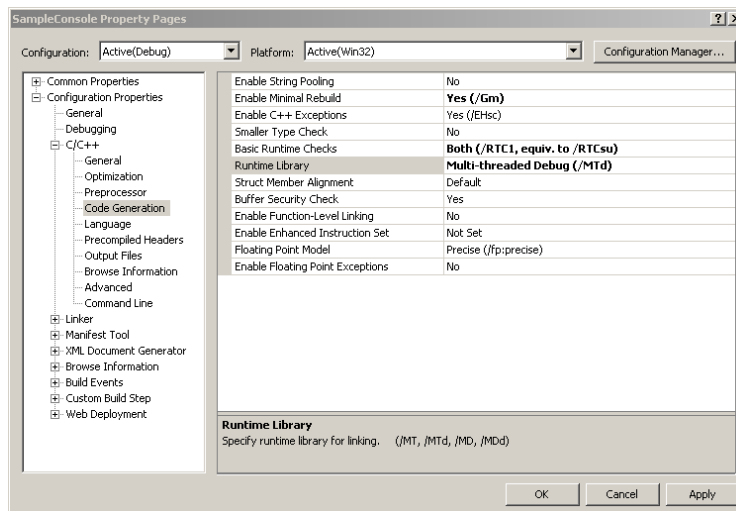 SampleConsole Property Pages
Configuration: Active(Debug) Platform: Active(Win32) Configuration Manager...
Common Properties
Configuration Properties
General
Debugging
C/C++
General
Optimization
Preprocessor
Code Generation
Language
Precompiled Headers
Output Files
Browse Information
Advanced
Command Line
Linker
Manifest Tool
XML Document Generator
Browse Information
Build Events
Custom Build Step
Web Deployment
Enable String Pooling No
Enable Minimal Rebuild Yes (/Gm)
Enable C++ Exceptions Yes (/EHsc)
Smaller Type Check No
Basic Runtime Checks Both (/RTC1, equiv. to /RTCsu)
Runtime Library Multi-threaded Debug (/MTd)
Struct Member Alignment Default
Buffer Security Check Yes
Enable Function-Level Linking No
Enable Enhanced Instruction Set Not Set
Floating Point Model Precise (/fp:precise)
Enable Floating Point Exceptions No
Runtime Library
Specify runtime library for linking. (/MT, /MTd, /MD, /MDd)
OK Cancel Apply